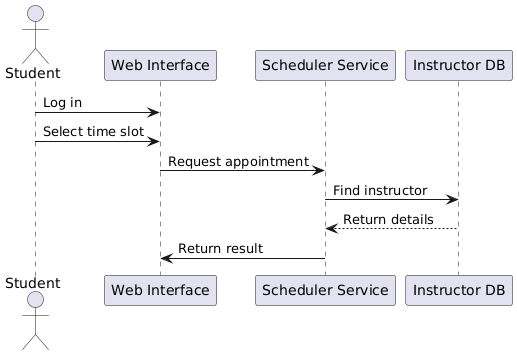 Student
Web Interface
Scheduler Service
Instructor DB
Log in
Select time slot
Request appointment
Find instructor
Return details
Return result
Student
Web Interface
Scheduler Service
Instructor DB